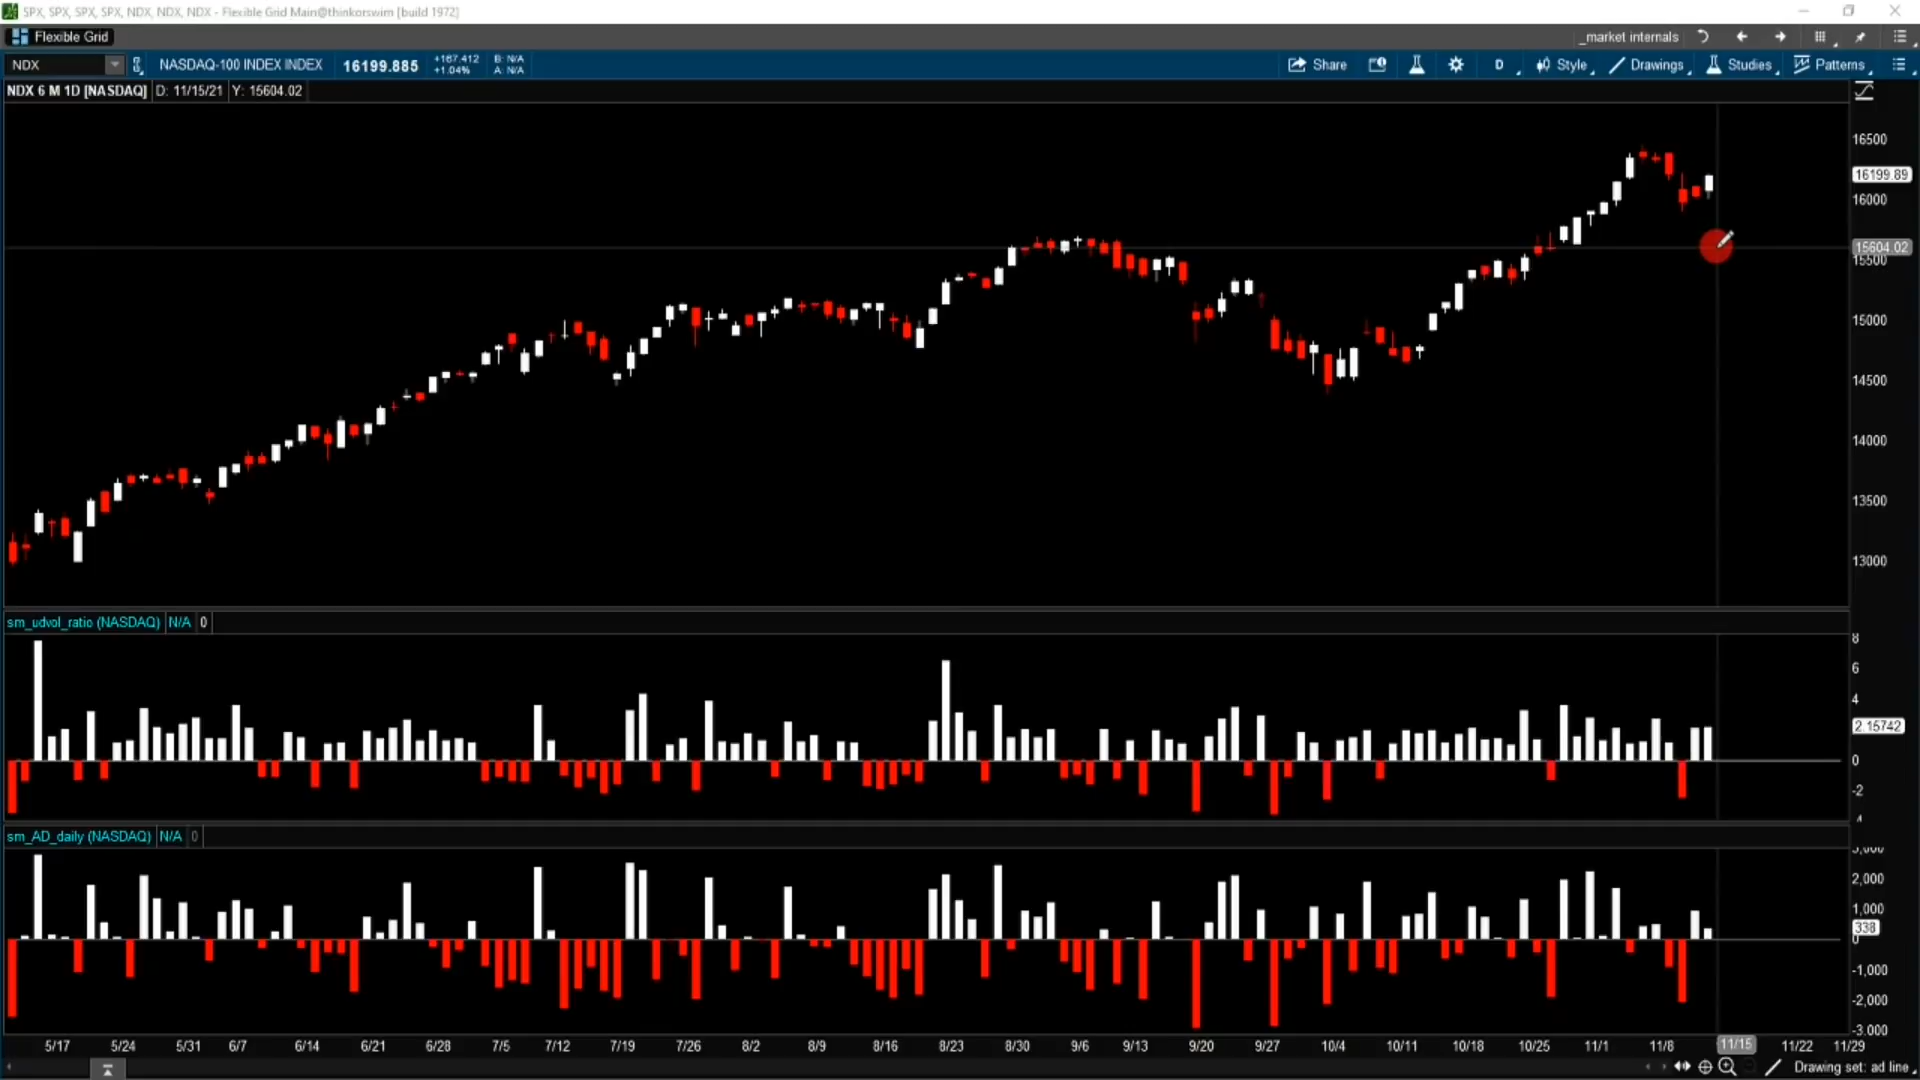 SPX, SPX, SPX, SPX, NDX, NDX, NDX - Flexible Grid Main@thinkorswim [build 1972]
Flexible Grid
_market internals
NDX
NASDAQ-100 INDEX INDEX
16199.885
+167.412
+1.04%
B: N/A
A: N/A
Share
D
Style
Drawings
Studies
Patterns
NDX 6 M 1D [NASDAQ] D: 11/15/21 Y: 15604.02
16500
16199.89
16000
15604.02
15500
15000
14500
14000
13500
13000
sm_udvol_ratio (NASDAQ) N/A 0
8
6
4
2.15742
0
-2
sm_AD_daily (NASDAQ) N/A 0
2,000
1,000
338
0
-1,000
-2,000
-3,000
5/17 5/24 5/31 6/7 6/14 6/21 6/28 7/5 7/12 7/19 7/26 8/2 8/9 8/16 8/23 8/30 9/6 9/13 9/20 9/27 10/4 10/11 10/18 10/25 11/1 11/8 11/15 11/22 11/29
Drawing set: ad line